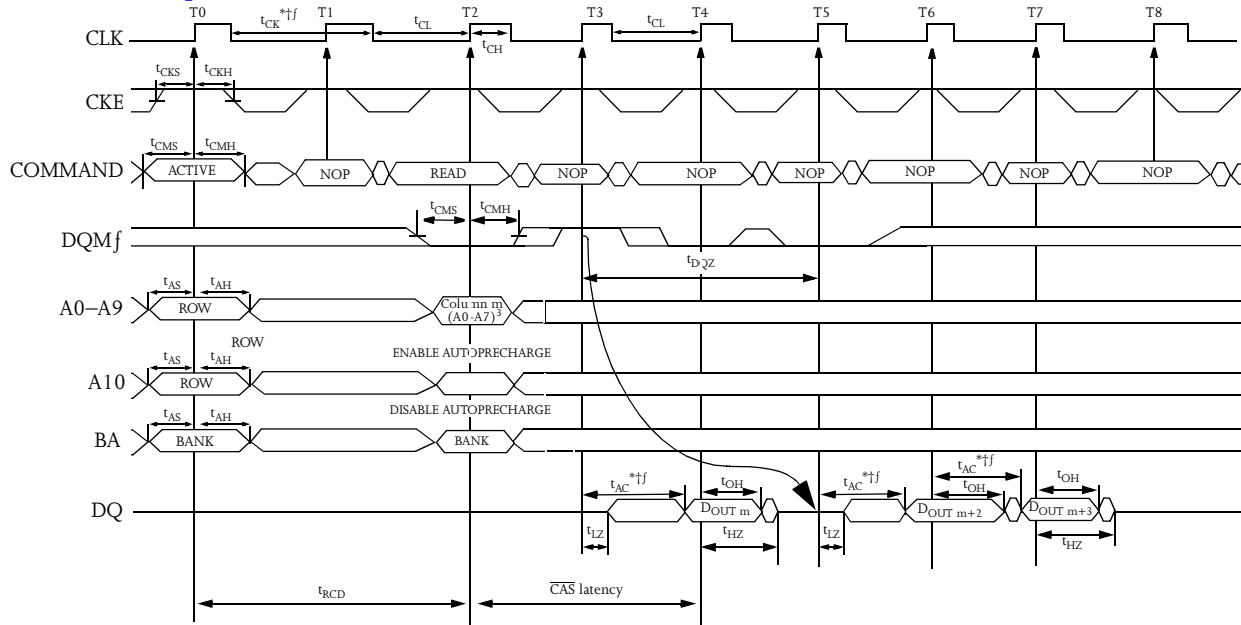 T0 T1 T2 T3 T4 T5 T6 T7 T8
CLK
tCK*†ƒ tCL tCH tCL
tCKS tCKH
CKE
tCMS tCMH
COMMAND
ACTIVE NOP READ NOP NOP NOP NOP NOP NOP
tCMS tCMH
DQMƒ
tDQZ
tAS tAH
A0–A9
ROW
Column m
(A0-A7)3
ROW
ENABLE AUTOPRECHARGE
tAS tAH
A10
ROW
DISABLE AUTOPRECHARGE
tAS tAH
BA
BANK BANK
tAC*†ƒ tOH tAC*†ƒ tAC*†ƒ tOH tOH
DQ
DOUT m DOUT m+2 DOUT m+3
tLZ tHZ tLZ tHZ
tRCD CAS latency